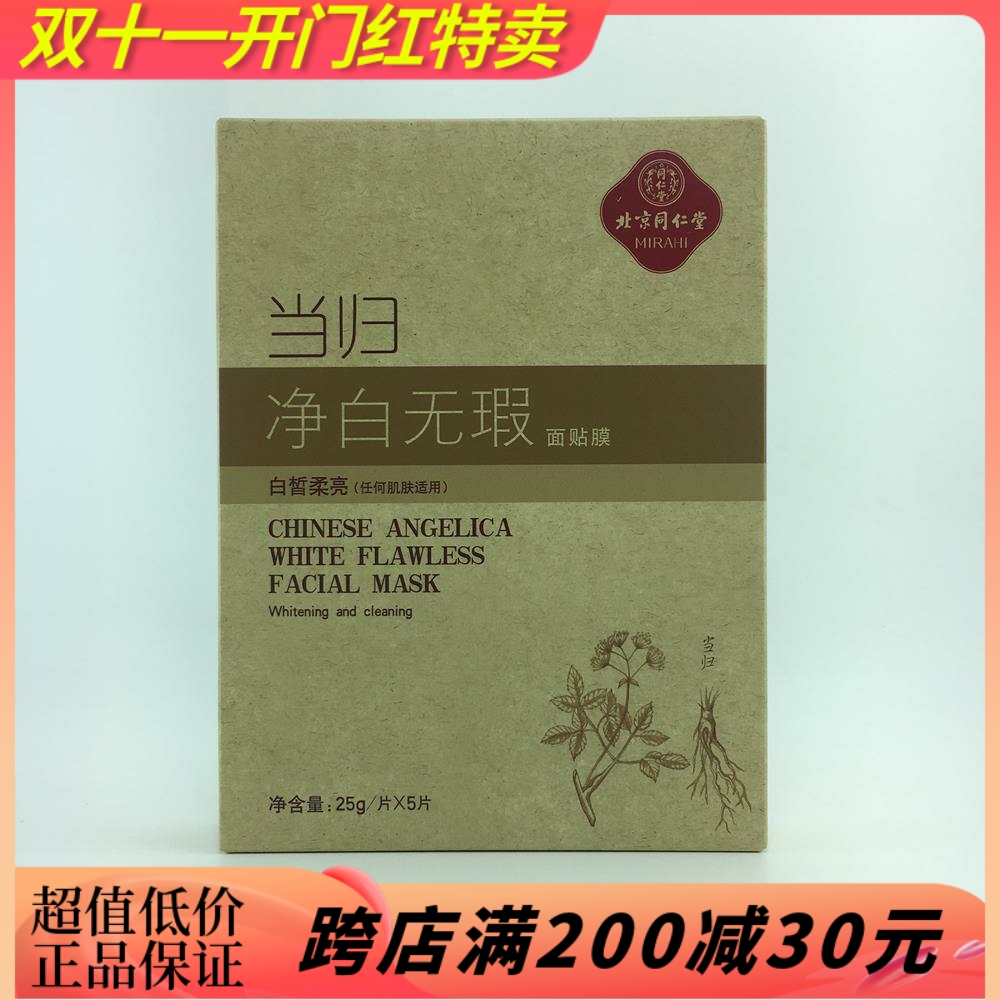 双十一开门红特卖
同仁堂
北京同仁堂
MIRAHI
当归
净白无瑕 面贴膜
白皙柔亮（任何肌肤适用）
CHINESE ANGELICA
WHITE FLAWLESS
FACIAL MASK
Whitening and cleaning
当归
净含量：25g/片X5片
超值低价
正品保证
跨店满200减30元